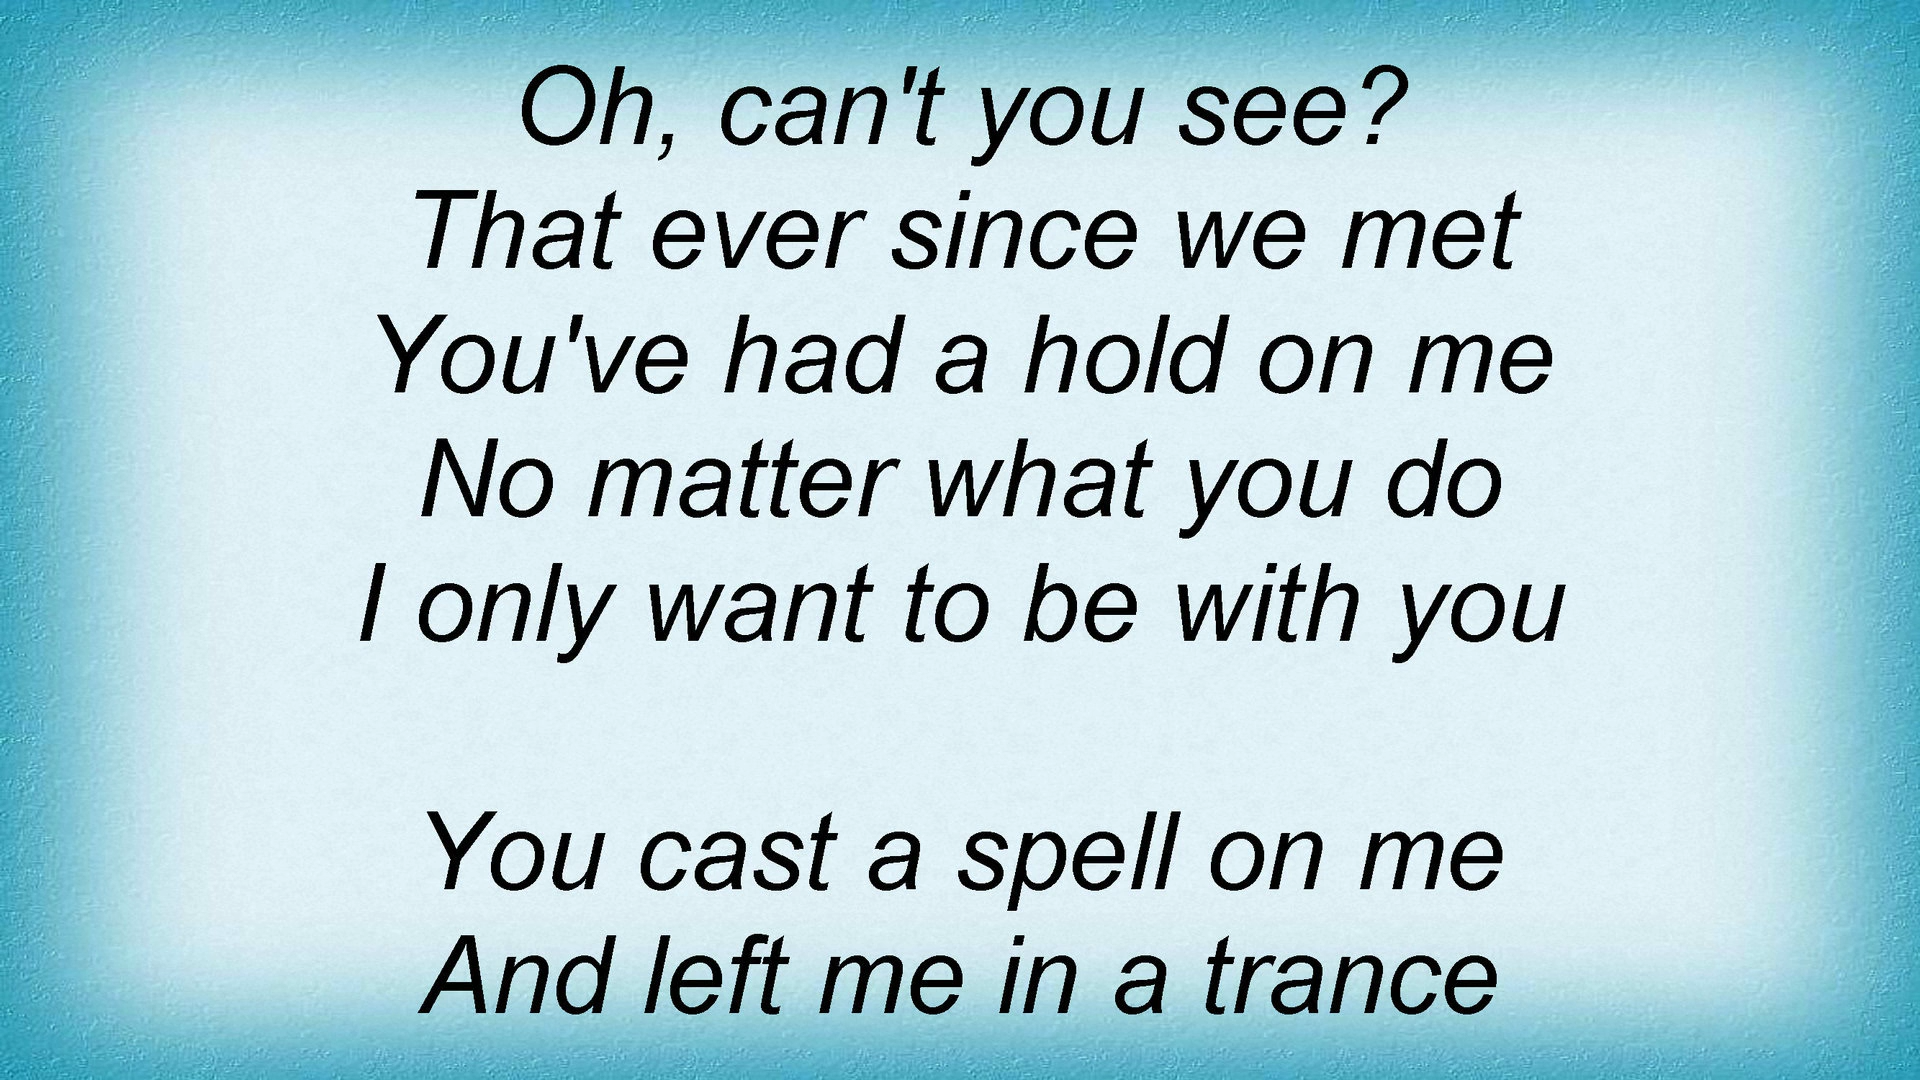 Oh, can't you see?
That ever since we met
You've had a hold on me
No matter what you do
I only want to be with you
You cast a spell on me
And left me in a trance